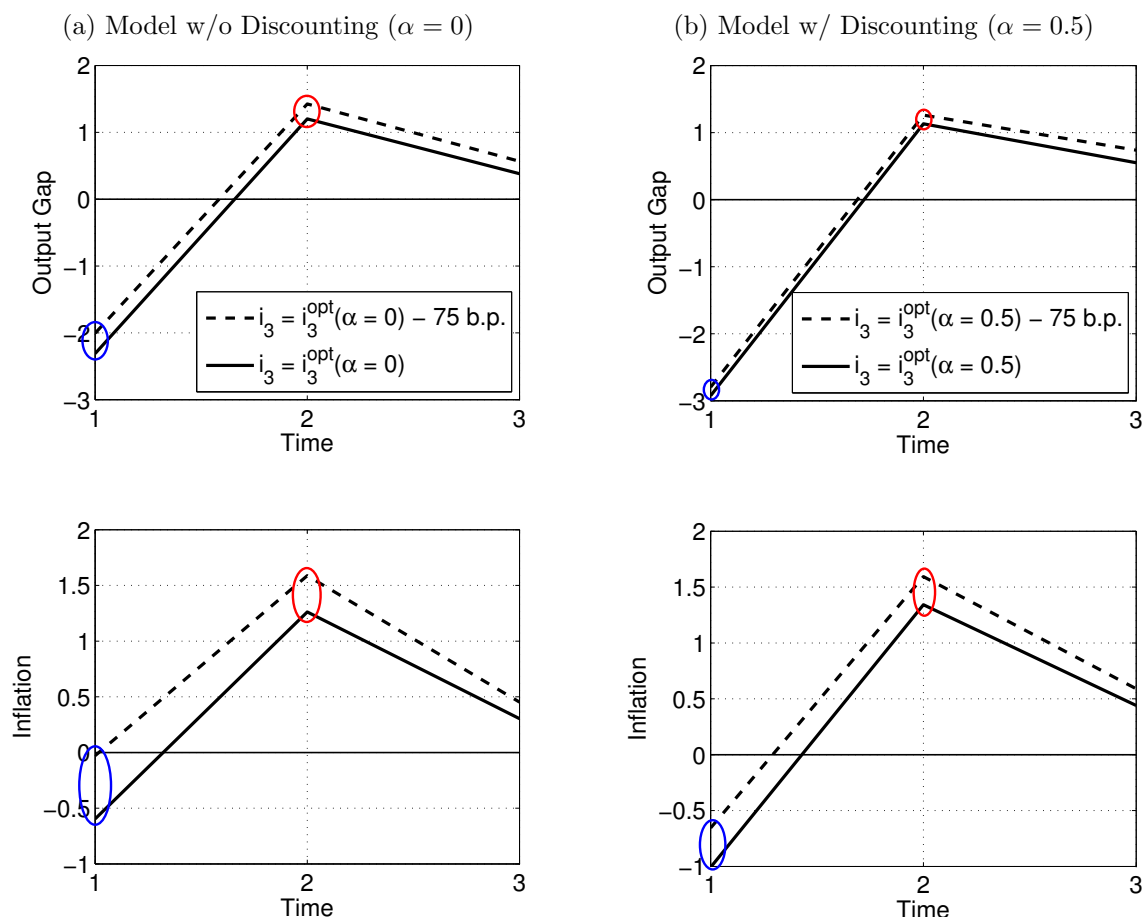 (a) Model w/o Discounting (α = 0)
2
1
0
−1
−2
−3
Output Gap
i₃ = i₃ᵒᵖᵗ(α = 0) − 75 b.p.
i₃ = i₃ᵒᵖᵗ(α = 0)
1 2 3
Time
(b) Model w/ Discounting (α = 0.5)
2
1
0
−1
−2
−3
Output Gap
i₃ = i₃ᵒᵖᵗ(α = 0.5) − 75 b.p.
i₃ = i₃ᵒᵖᵗ(α = 0.5)
1 2 3
Time
2
1.5
1
0.5
0
−0.5
−1
Inflation
1 2 3
Time
2
1.5
1
0.5
0
−0.5
−1
Inflation
1 2 3
Time